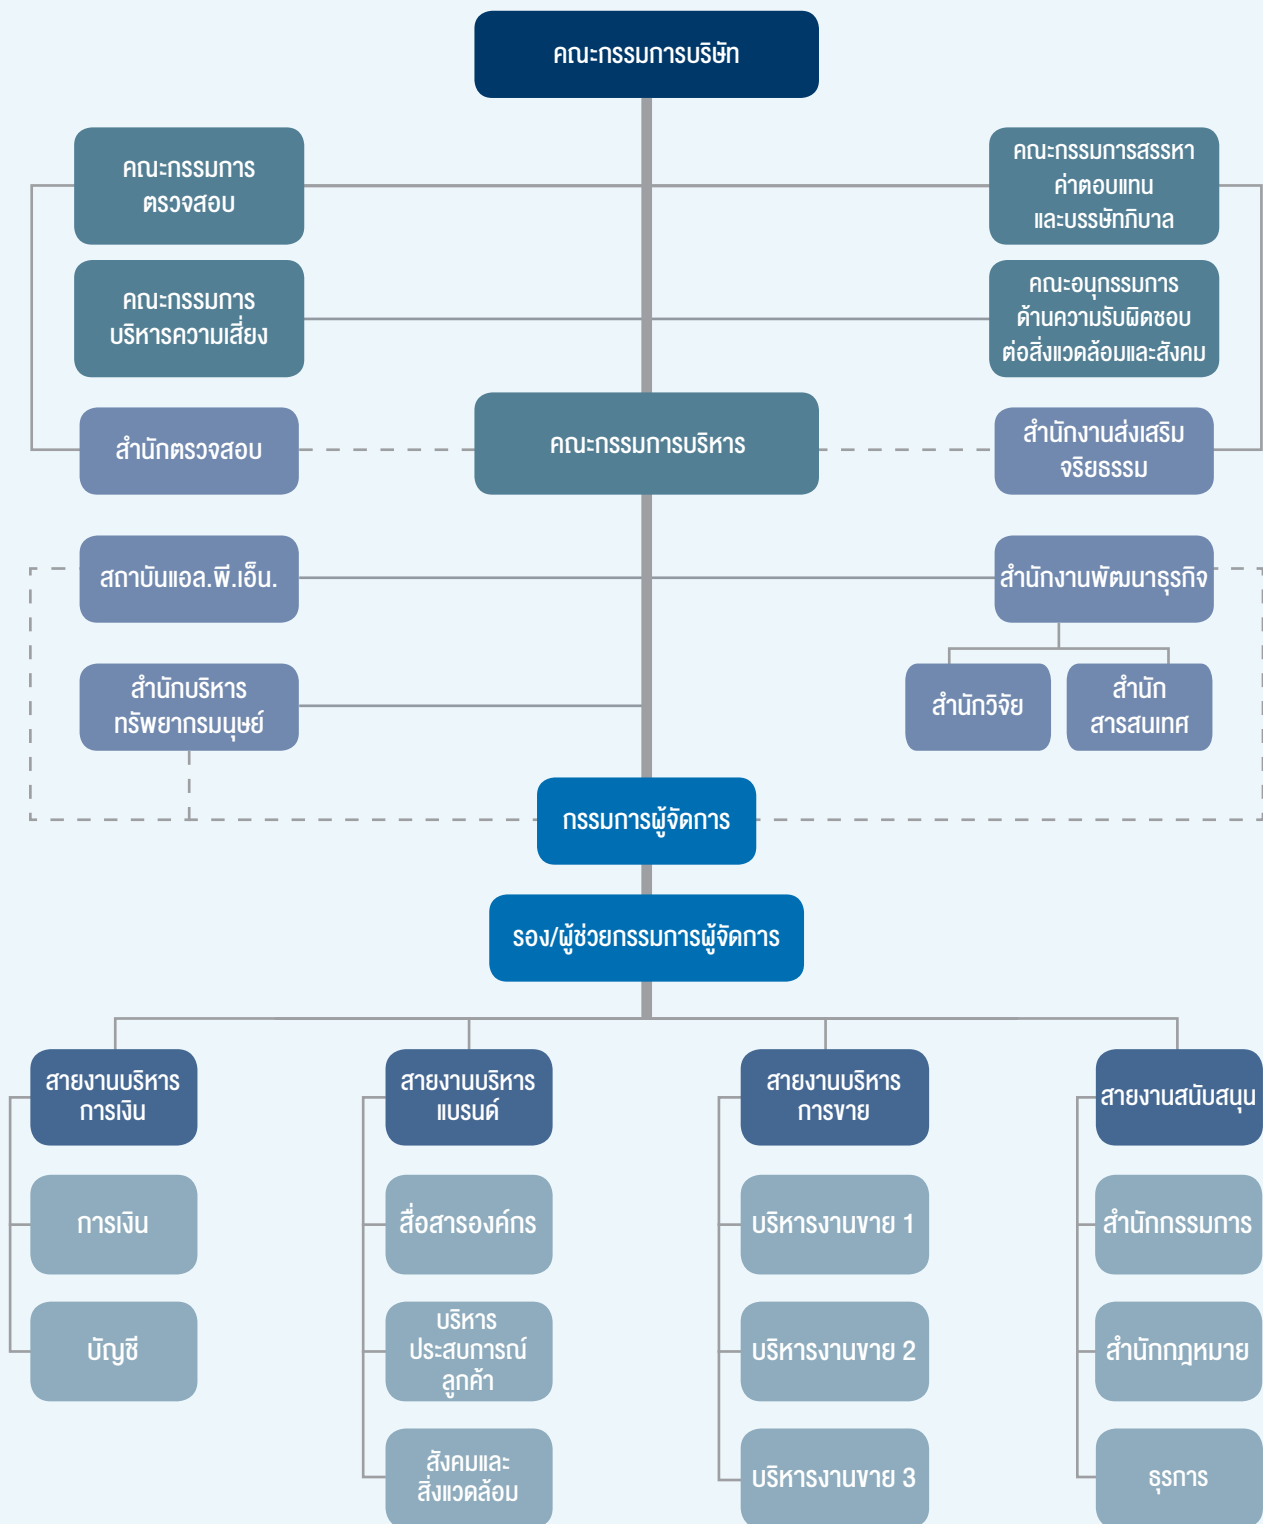 คณะกรรมการบริษัท
คณะกรรมการ
ตรวจสอบ
คณะกรรมการสรรหา
ค่าตอบแทน
และบรรษัทภิบาล
คณะกรรมการ
บริหารความเสี่ยง
คณะอนุกรรมการ
ด้านความรับผิดชอบ
ต่อสิ่งแวดล้อมและสังคม
สำนักตรวจสอบ
คณะกรรมการบริหาร
สำนักงานส่งเสริม
จริยธรรม
สถาบันแอล.พี.เอ็น.
สำนักงานพัฒนาธุรกิจ
สำนักบริหาร
ทรัพยากรมนุษย์
สำนักวิจัย
สำนัก
สารสนเทศ
กรรมการผู้จัดการ
รอง/ผู้ช่วยกรรมการผู้จัดการ
สายงานบริหาร
การเงิน
สายงานบริหาร
แบรนด์
สายงานบริหาร
การขาย
สายงานสนับสนุน
การเงิน
สื่อสารองค์กร
บริหารงานขาย 1
สำนักกรรมการ
บัญชี
บริหาร
ประสบการณ์
ลูกค้า
บริหารงานขาย 2
สำนักกฎหมาย
สังคมและ
สิ่งแวดล้อม
บริหารงานขาย 3
ธุรการ